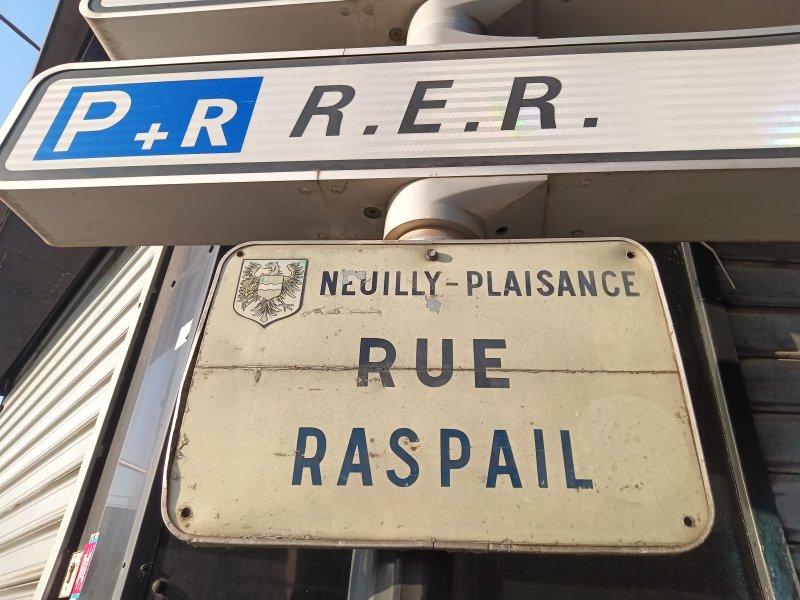 P+R R.E.R.
NEUILLY-PLAISANCE
RUE
RASPAIL